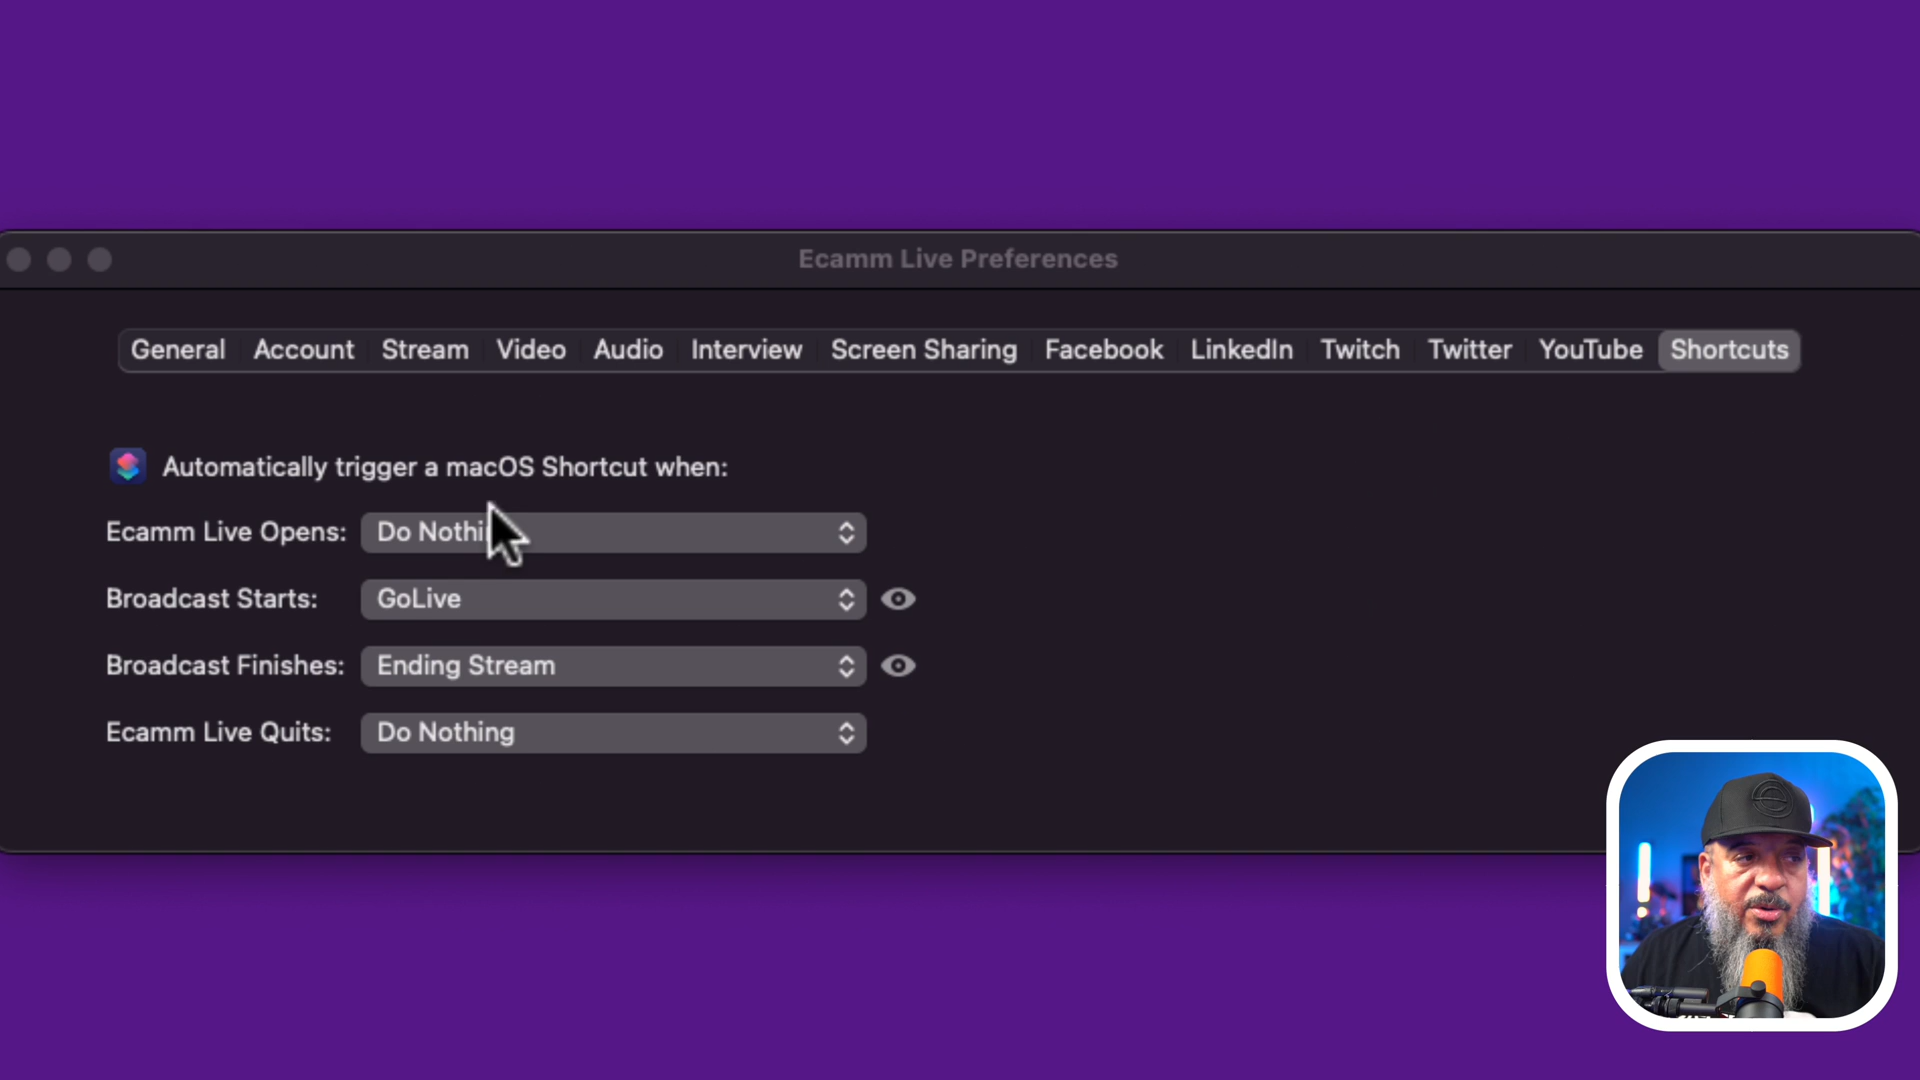 Ecamm Live Preferences
General Account Stream Video Audio Interview Screen Sharing Facebook LinkedIn Twitch Twitter YouTube Shortcuts
Automatically trigger a macOS Shortcut when:
Ecamm Live Opens: Do Nothi
Broadcast Starts: GoLive
Broadcast Finishes: Ending Stream
Ecamm Live Quits: Do Nothing